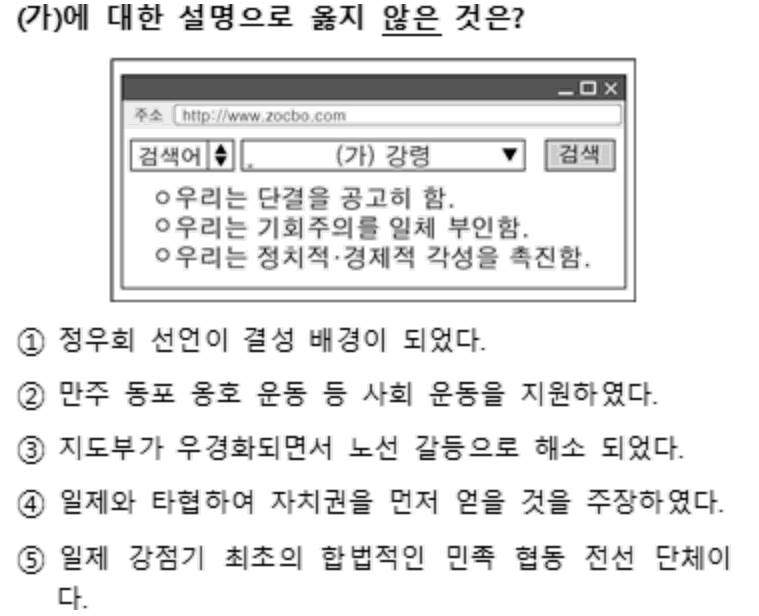 (가)에 대한 설명으로 옳지 않은 것은?
주소 http://www.zocbo.com
검색어 (가) 강령 ▼ 검색
○우리는 단결을 공고히 함.
○우리는 기회주의를 일체 부인함.
○우리는 정치적·경제적 각성을 촉진함.
① 정우회 선언이 결성 배경이 되었다.
② 만주 동포 옹호 운동 등 사회 운동을 지원하였다.
③ 지도부가 우경화되면서 노선 갈등으로 해소 되었다.
④ 일제와 타협하여 자치권을 먼저 얻을 것을 주장하였다.
⑤ 일제 강점기 최초의 합법적인 민족 협동 전선 단체이
다.